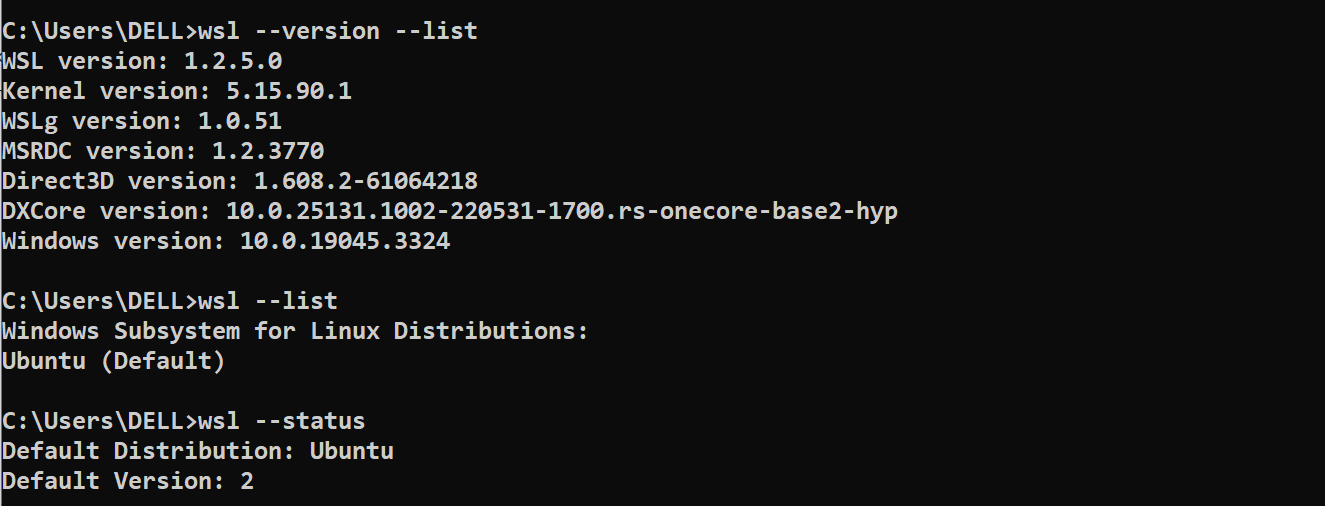 C:\Users\DELL>wsl --version --list
WSL version: 1.2.5.0
Kernel version: 5.15.90.1
WSLg version: 1.0.51
MSRDC version: 1.2.3770
Direct3D version: 1.608.2-61064218
DXCore version: 10.0.25131.1002-220531-1700.rs-onecore-base2-hyp
Windows version: 10.0.19045.3324
C:\Users\DELL>wsl --list
Windows Subsystem for Linux Distributions:
Ubuntu (Default)
C:\Users\DELL>wsl --status
Default Distribution: Ubuntu
Default Version: 2